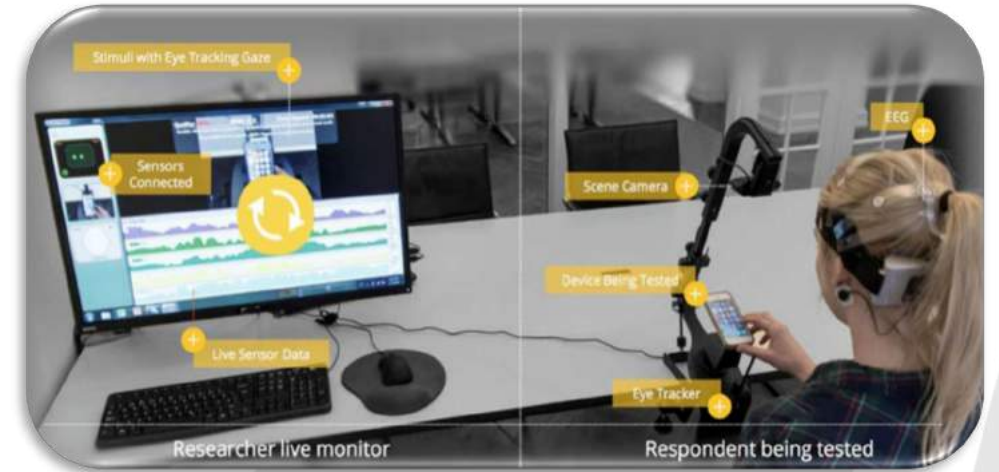 Stimuli with Eye Tracking Gaze
EEG
Sensors
Connected
Scene Camera
Device Being Tested
Live Sensor Data
Eye Tracker
Researcher live monitor
Respondent being tested